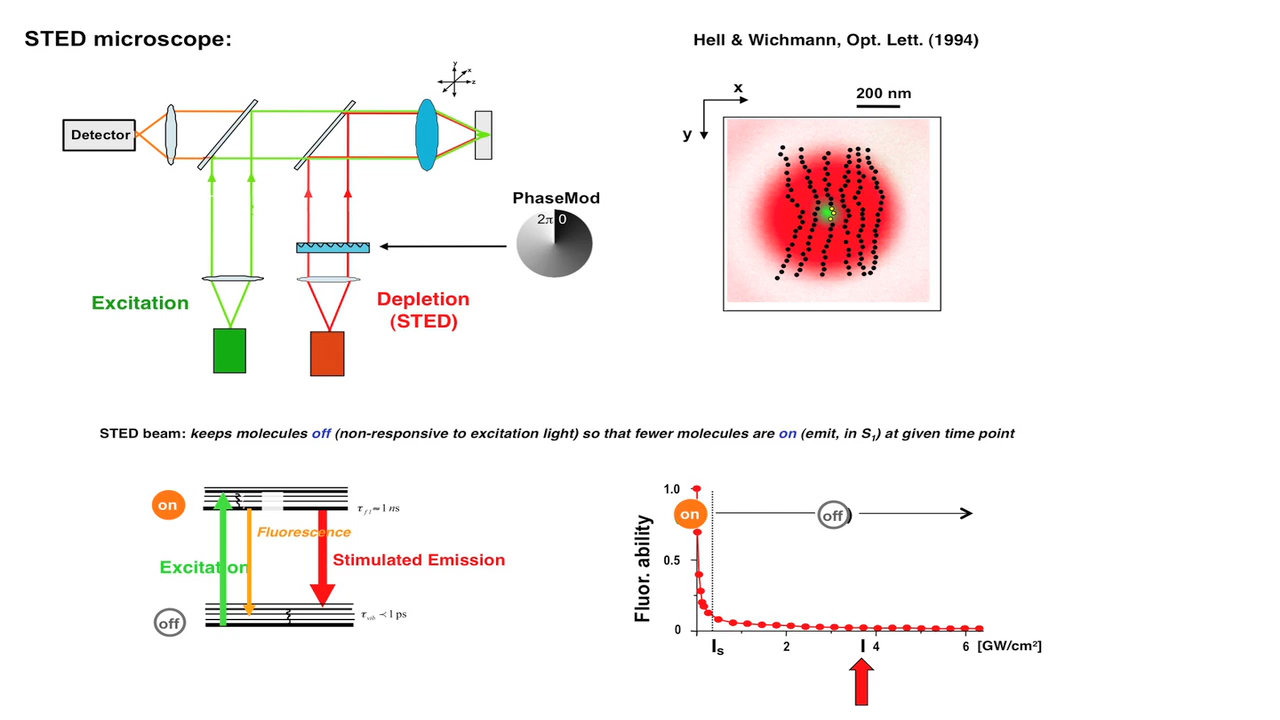 STED microscope:
Hell & Wichmann, Opt. Lett. (1994)
y
x
z
x
y
200 nm
Detector
PhaseMod
2π 0
Excitation
Depletion
(STED)
STED beam: keeps molecules off (non-responsive to excitation light) so that fewer molecules are on (emit, in S1) at given time point
on
τfl ≈ 1 ns
Fluorescence
Excitation
Stimulated Emission
off
τvib < 1 ps
Fluor. ability
1.0
0.5
0
on
off
Is
2
I
4
6
[GW/cm²]